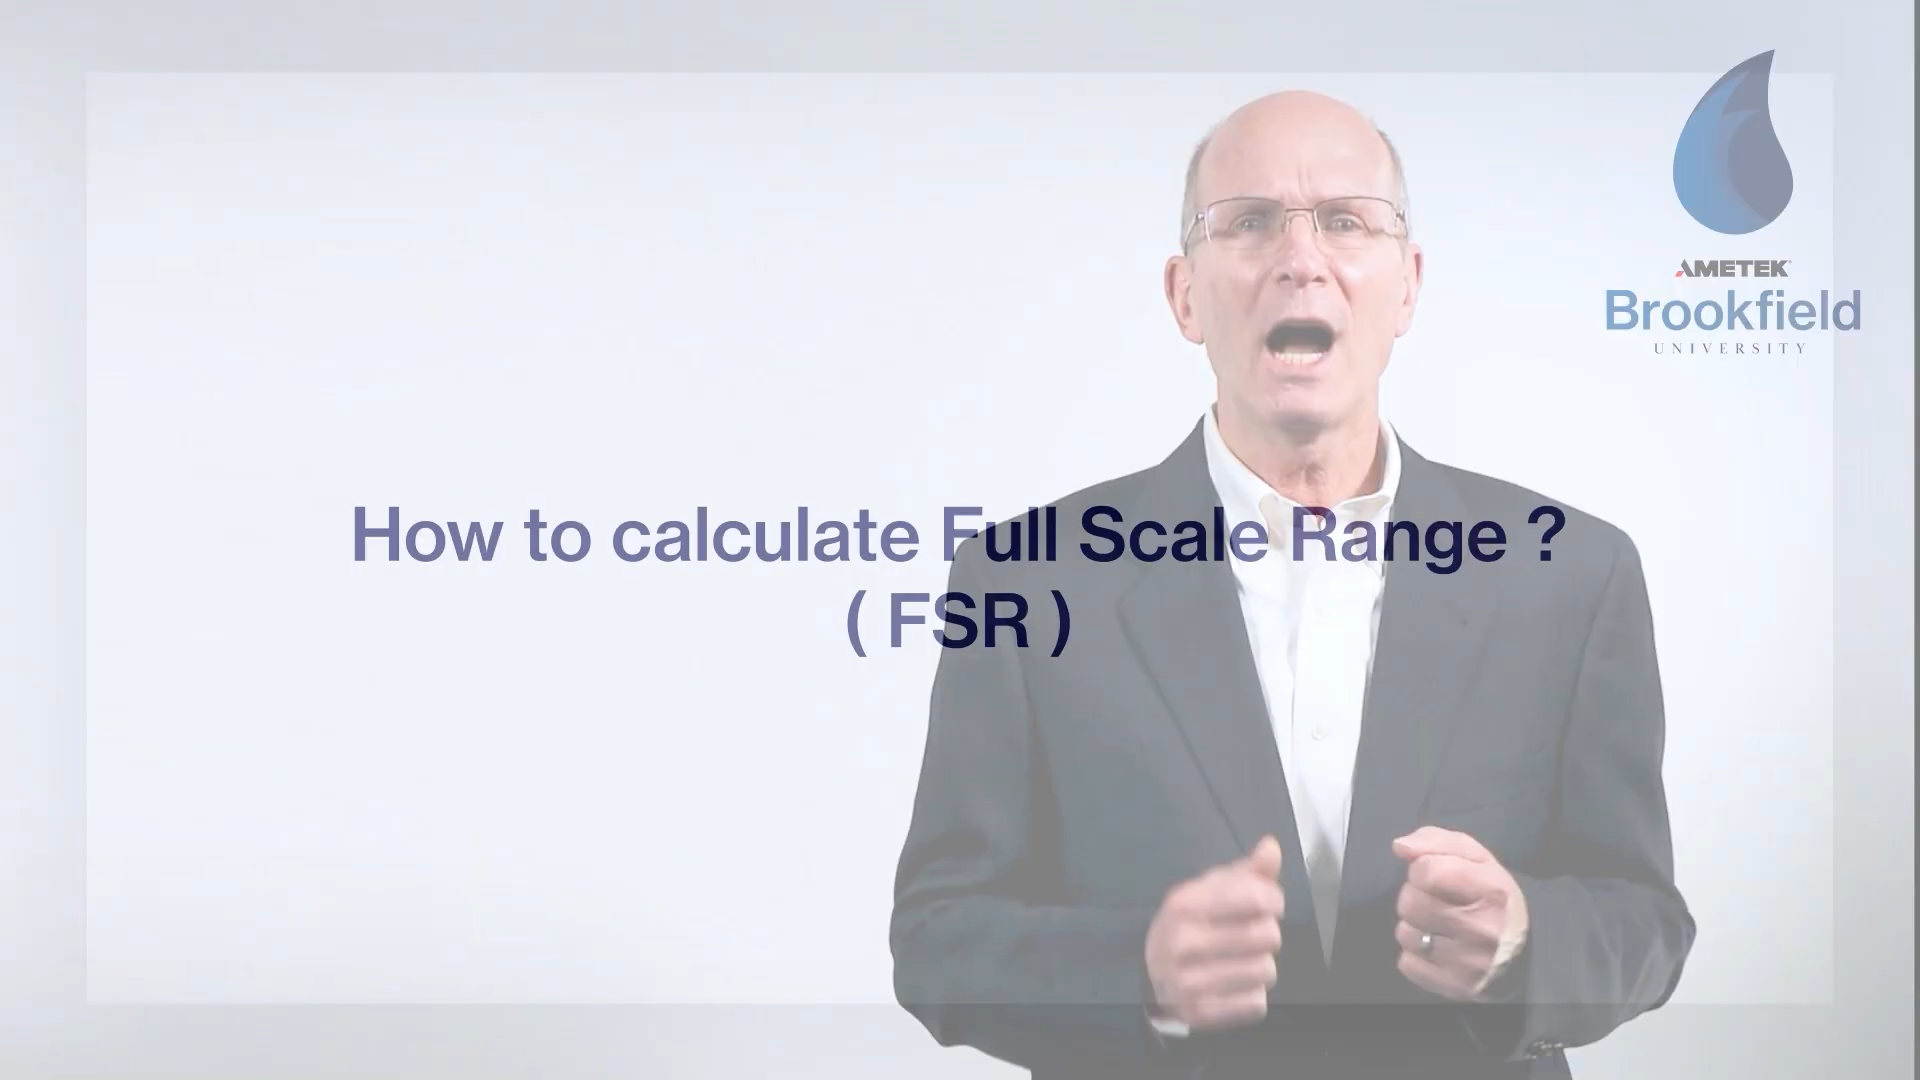 AMETEK
Brookfield
UNIVERSITY
How to calculate Full Scale Range ?
( FSR )